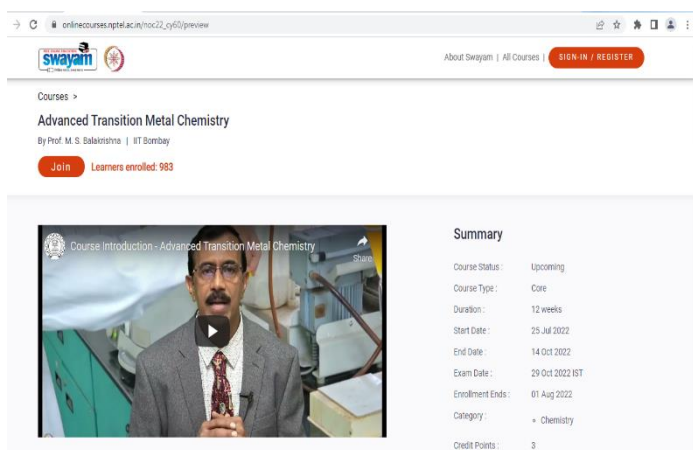 onlinecourses.nptel.ac.in/noc22_cy60/preview
swayam
About Swayam | All Courses | SIGN-IN / REGISTER
Courses >
Advanced Transition Metal Chemistry
By Prof. M. S. Balakrishna | IIT Bombay
Join Learners enrolled: 983
Course Introduction - Advanced Transition Metal Chemistry
Share
Summary
Course Status : Upcoming
Course Type : Core
Duration : 12 weeks
Start Date : 25 Jul 2022
End Date : 14 Oct 2022
Exam Date : 29 Oct 2022 IST
Enrollment Ends : 01 Aug 2022
Category : Chemistry
Credit Points : 3